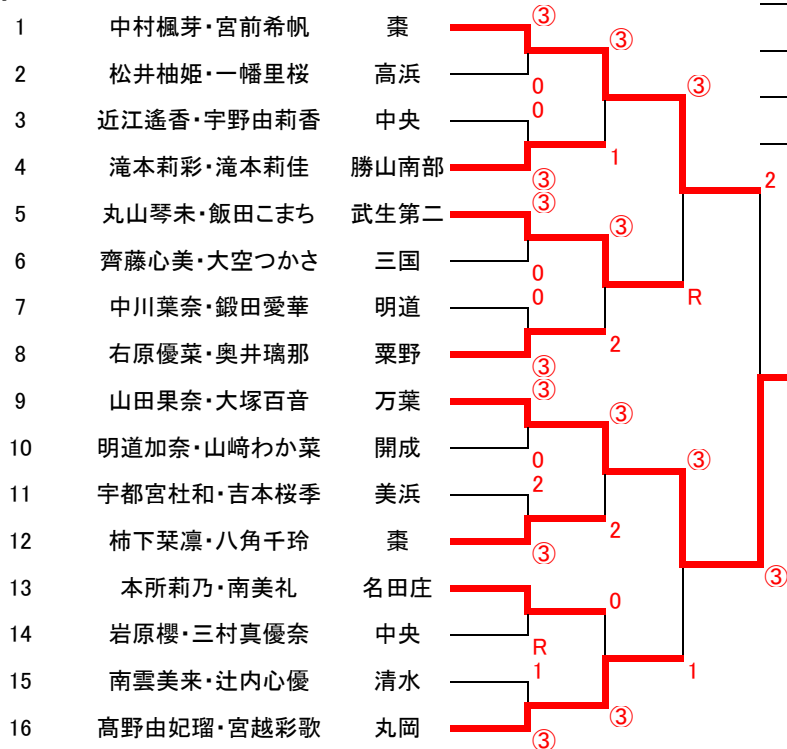 1 中村楓芽・宮前希帆 棗 ③ ③ ③
2 松井柚姫・一幡里桜 高浜 0
3 近江遙香・宇野由莉香 中央 0
4 滝本莉彩・滝本莉佳 勝山南部 ③ 1 2
5 丸山琴未・飯田こまち 武生第二 ③ ③
6 齊藤心美・大空つかさ 三国 0
7 中川葉奈・鍛田愛華 明道 0 R
8 右原優菜・奥井璃那 粟野 ③ 2
9 山田果奈・大塚百音 万葉 ③ ③
10 明道加奈・山﨑わか菜 開成 0 ③
11 宇都宮杜和・吉本桜季 美浜 2
12 柿下栞凛・八角千玲 棗 ③ 2 ③
13 本所莉乃・南美礼 名田庄 0
14 岩原櫻・三村真優奈 中央 R
15 南雲美来・辻内心優 清水 1 1
16 髙野由妃瑠・宮越彩歌 丸岡 ③ ③